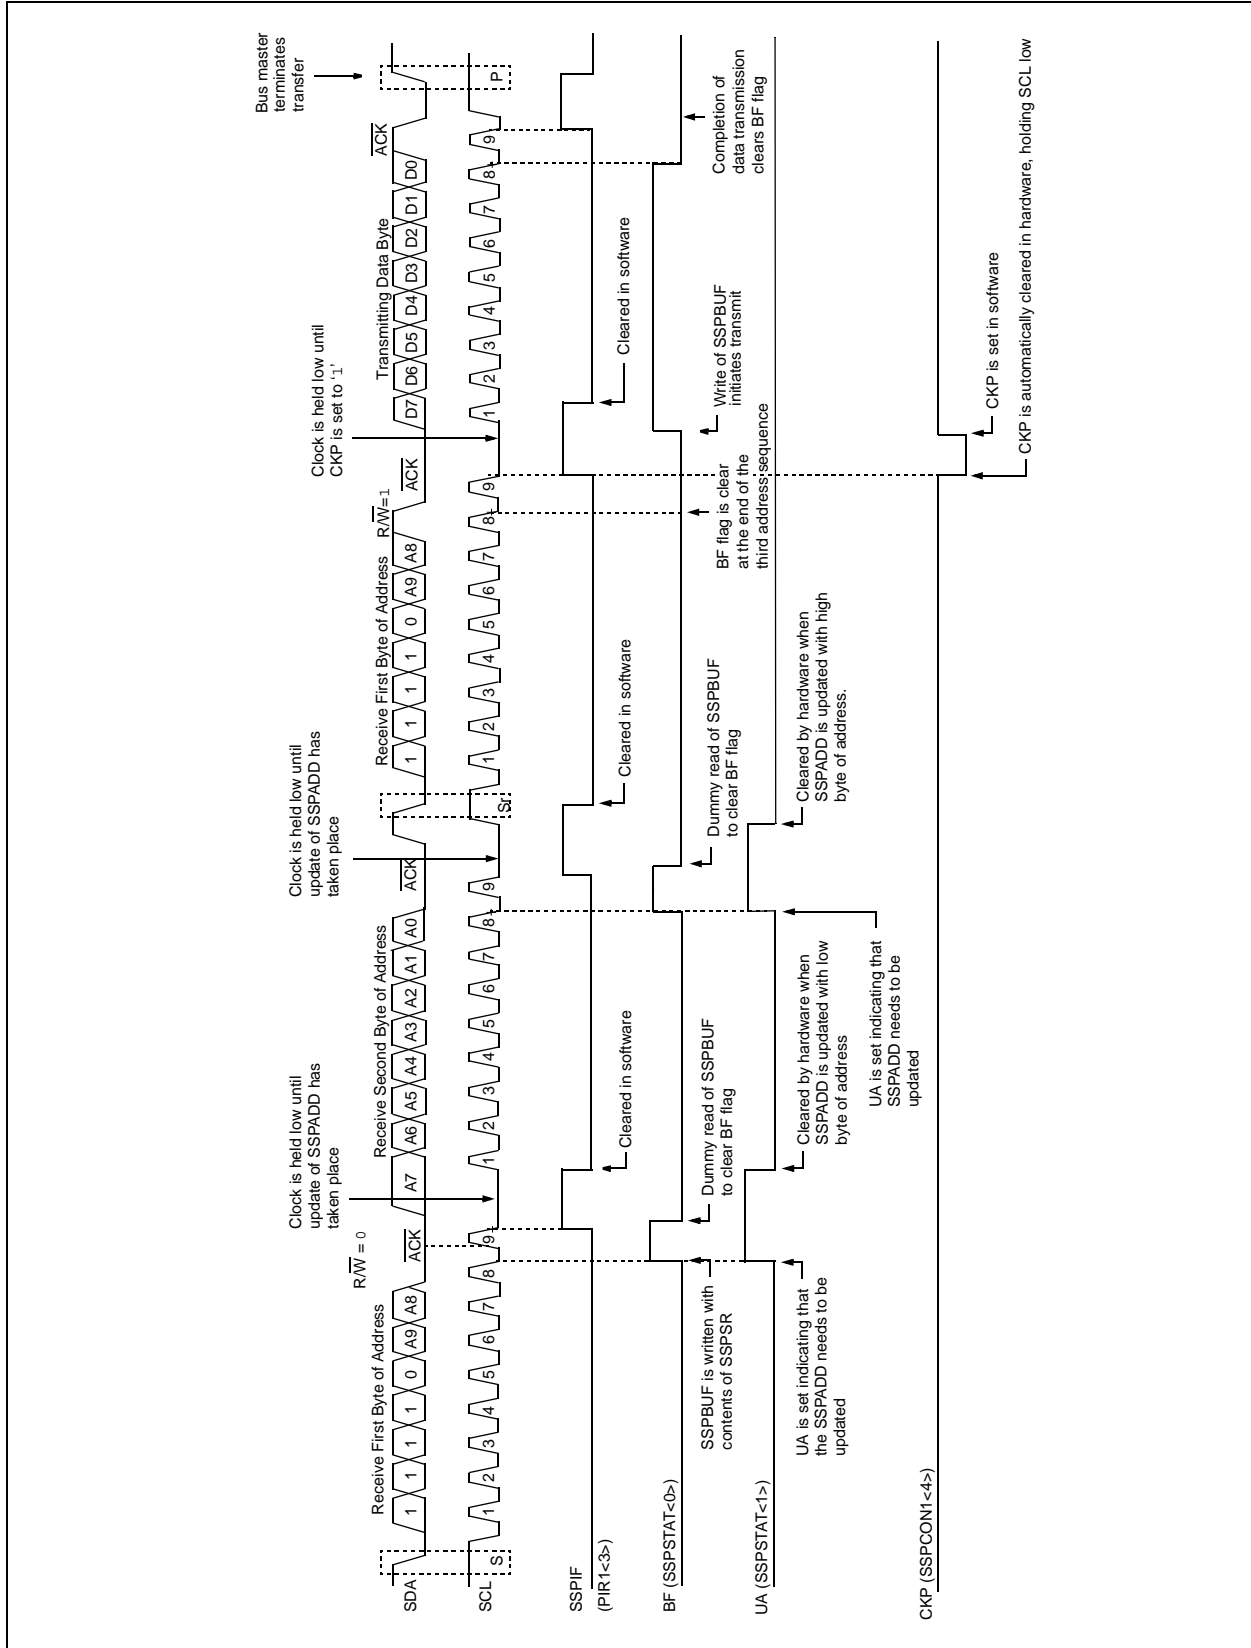 Bus master
terminates
transfer
Clock is held low until
CKP is set to ‘1’
Clock is held low until
update of SSPADD has
taken place
Clock is held low until
update of SSPADD has
taken place
R/W = 0
R/W=1
Receive First Byte of Address
ACK
Receive Second Byte of Address
ACK
Receive First Byte of Address
ACK
Transmitting Data Byte
ACK
SDA
1 1 1 1 0 A9 A8
A7 A6 A5 A4 A3 A2 A1 A0
1 1 1 1 0 A9 A8
D7 D6 D5 D4 D3 D2 D1 D0
SCL
S 1 2 3 4 5 6 7 8 9
1 2 3 4 5 6 7 8 9
Sr 1 2 3 4 5 6 7 8 9
1 2 3 4 5 6 7 8 9 P
SSPIF
(PIR1<3>)
Cleared in software
Cleared in software
Cleared in software
BF (SSPSTAT<0>)
SSPBUF is written with
contents of SSPSR
Dummy read of SSPBUF
to clear BF flag
Dummy read of SSPBUF
to clear BF flag
BF flag is clear
at the end of the
third address sequence
Write of SSPBUF
initiates transmit
Completion of
data transmission
clears BF flag
UA (SSPSTAT<1>)
UA is set indicating that
the SSPADD needs to be
updated
Cleared by hardware when
SSPADD is updated with low
byte of address
UA is set indicating that
SSPADD needs to be
updated
Cleared by hardware when
SSPADD is updated with high
byte of address.
CKP (SSPCON1<4>)
CKP is set in software
CKP is automatically cleared in hardware, holding SCL low